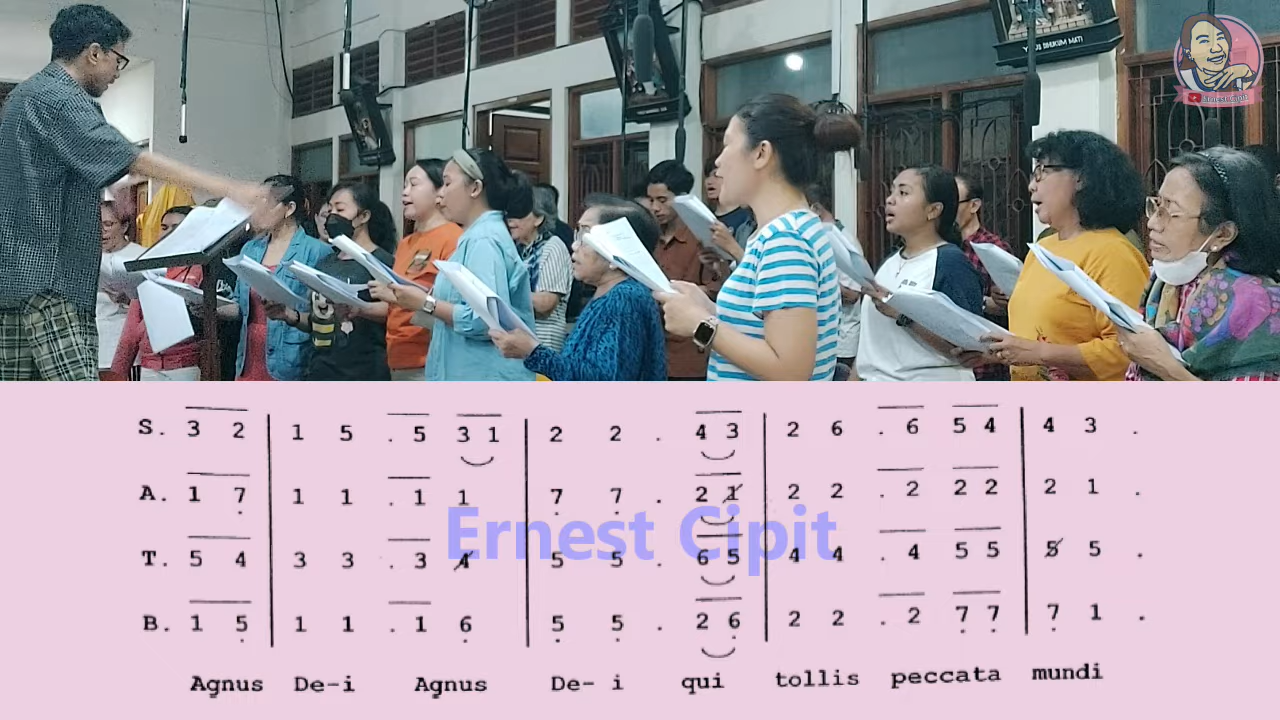 YESUS DIHUKUM MATI
ErnestCipit
S. 3 2 | 1 5 . 5 3 1 | 2 2 . 4 3 | 2 6 . 6 5 4 | 4 3 .
A. 1 7 | 1 1 . 1 1 | 7 7 . 2 1 | 2 2 . 2 2 2 | 2 1 .
Ernest Cipit
T. 5 4 | 3 3 . 3 4 | 5 5 . 6 5 | 4 4 . 4 5 5 | 5 5 .
B. 1 5 | 1 1 . 1 6 | 5 5 . 2 6 | 2 2 . 2 7 7 | 7 1 .
Agnus De-i Agnus De- i qui tollis peccata mundi